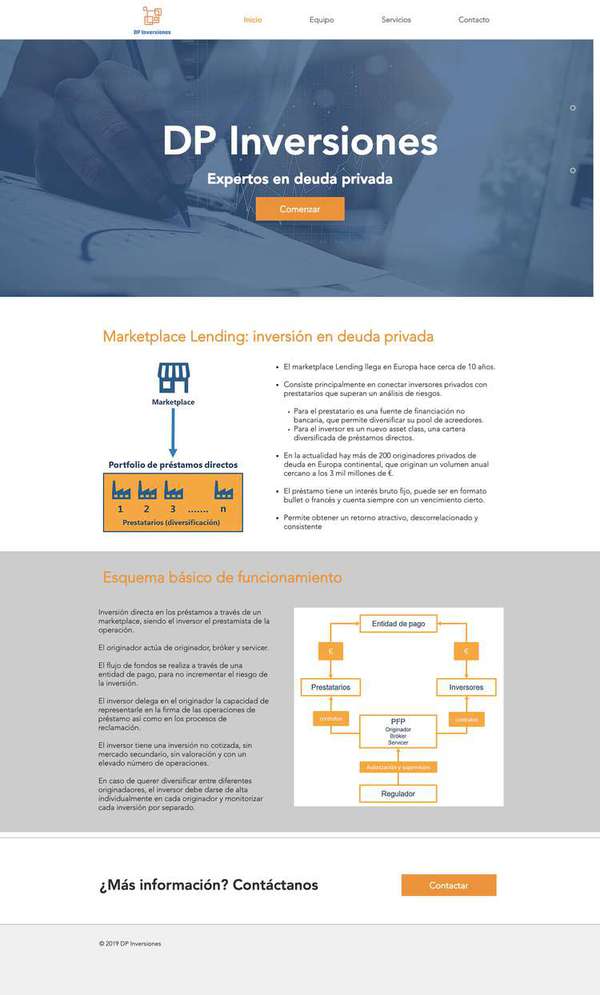 DP Inversiones
Inicio
Equipo
Servicios
Contacto
DP Inversiones
Expertos en deuda privada
Comenzar
Marketplace Lending: inversión en deuda privada
Marketplace
Portfolio de préstamos directos
1 2 3 ....... n
Prestatarios (diversificación)
El marketplace Lending llega en Europa hace cerca de 10 años.
Consiste principalmente en conectar inversores privados con
prestatarios que superan un análisis de riesgos.
Para el prestatario es una fuente de financiación no
bancaria, que permite diversificar su pool de acreedores.
Para el inversor es un nuevo asset class, una cartera
diversificada de préstamos directos.
En la actualidad hay más de 200 originadores privados de
deuda en Europa continental, que originan un volumen anual
cercano a los 3 mil millones de €.
El préstamo tiene un interés bruto fijo, puede ser en formato
bullet o francés y cuenta siempre con un vencimiento cierto.
Permite obtener un retorno atractivo, descorrelacionado y
consistente
Esquema básico de funcionamiento
Inversión directa en los préstamos a través de un
marketplace, siendo el inversor el prestamista de la
operación.
El originador actúa de originador, bróker y servicer.
El flujo de fondos se realiza a través de una
entidad de pago, para no incrementar el riesgo de
la inversión.
El inversor delega en el originador la capacidad de
representarle en la firma de las operaciones de
préstamo así como en los procesos de
reclamación.
El inversor tiene una inversión no cotizada, sin
mercado secundario, sin valoración y con un
elevado número de operaciones.
En caso de querer diversificar entre diferentes
originadaores, el inversor debe darse de alta
individualmente en cada originador y monitorizar
cada inversión por separado.
Entidad de pago
€
€
Prestatarios
Inversores
contratos
contratos
PFP
Originador
Bróker
Servicer
Autorización y supervisión
Regulador
¿Más información? Contáctanos
Contactar
© 2019 DP Inversiones